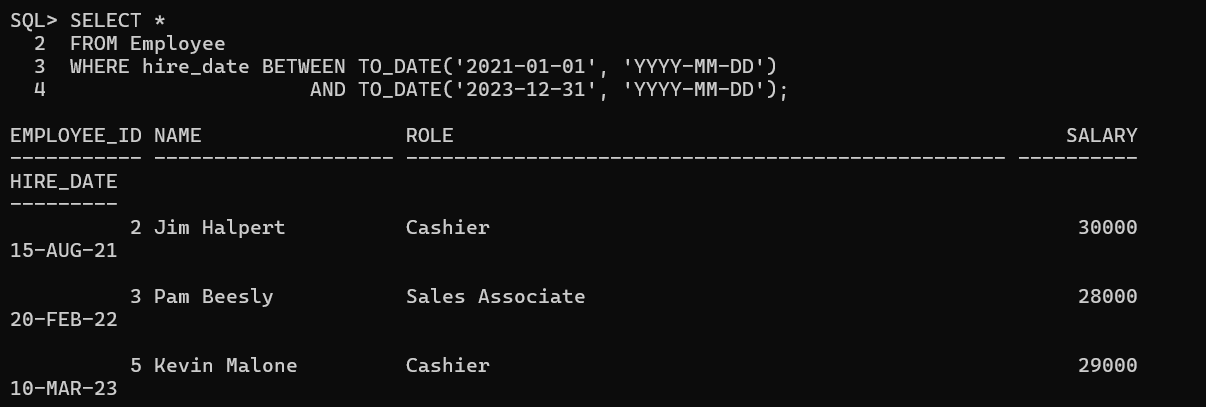 SQL> SELECT *
  2  FROM Employee
  3  WHERE hire_date BETWEEN TO_DATE('2021-01-01', 'YYYY-MM-DD')
  4                      AND TO_DATE('2023-12-31', 'YYYY-MM-DD');

EMPLOYEE_ID NAME                 ROLE                                                   SALARY
----------- -------------------- -------------------------------------------------- ----------
HIRE_DATE
---------
          2 Jim Halpert          Cashier                                                 30000
15-AUG-21

          3 Pam Beesly           Sales Associate                                         28000
20-FEB-22

          5 Kevin Malone         Cashier                                                 29000
10-MAR-23